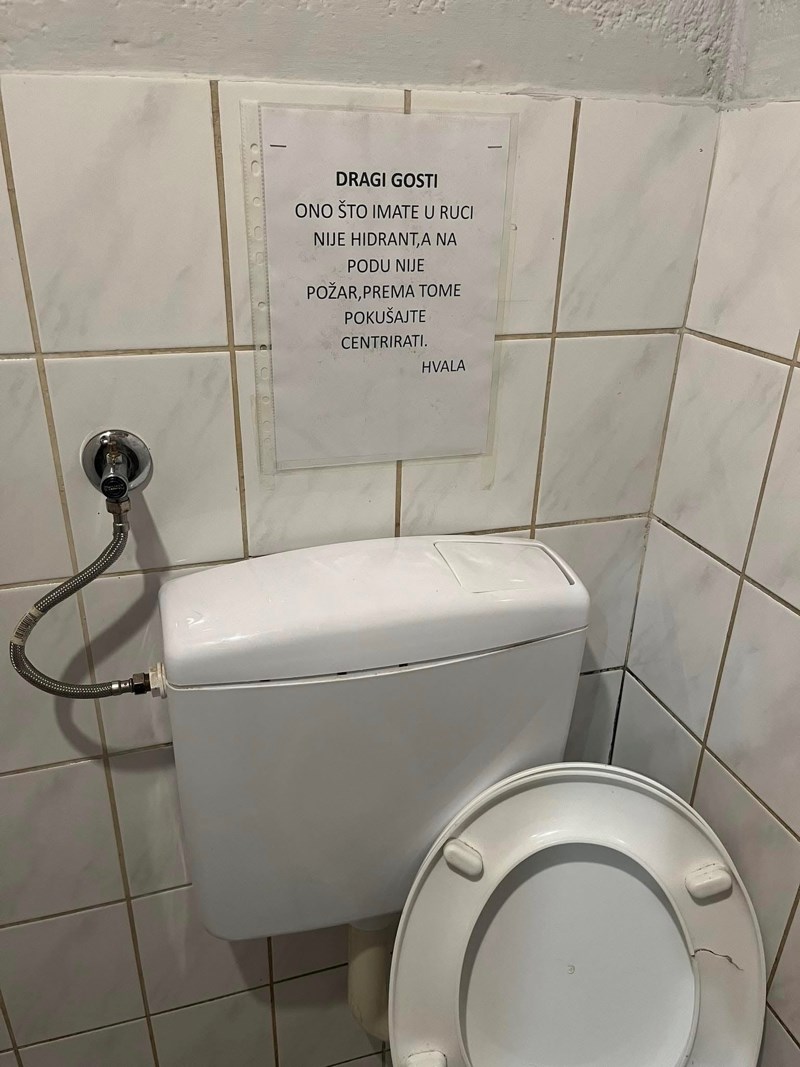 DRAGI GOSTI
ONO ŠTO IMATE U RUCI
NIJE HIDRANT,A NA
PODU NIJE
POŽAR,PREMA TOME
POKUŠAJTE
CENTRIRATI.
HVALA